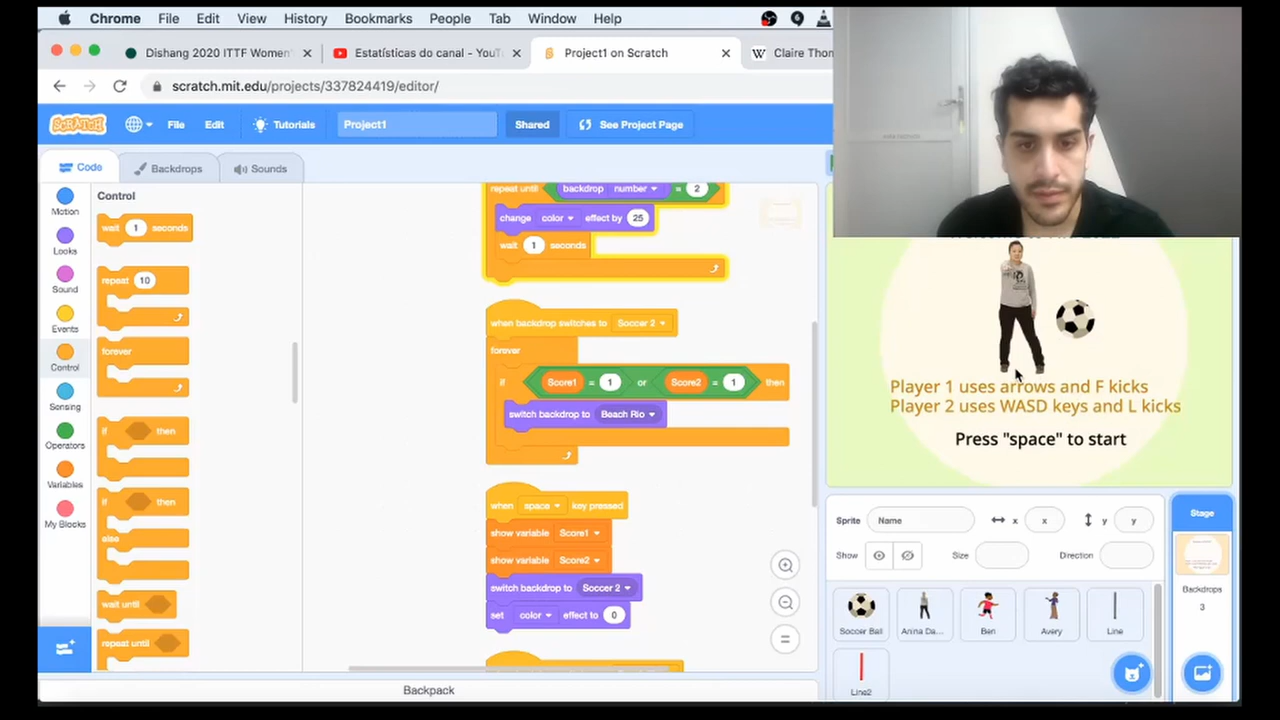 Chrome File Edit View History Bookmarks People Tab Window Help
Dishang 2020 ITTF Women'
Estatísticas do canal - YouTu
Project1 on Scratch
Claire Thon
scratch.mit.edu/projects/337824419/editor/
SCRATCH
File
Edit
Tutorials
Project1
Shared
See Project Page
Code
Backdrops
Sounds
Motion
Looks
Sound
Events
Control
Sensing
Operators
Variables
My Blocks
Control
wait 1 seconds
repeat 10
forever
if then
if then
else
wait until
repeat until
repeat until backdrop number = 2
change color effect by 25
wait 1 seconds
when backdrop switches to Soccer 2
forever
if Score1 = 1 or Score2 = 1 then
switch backdrop to Beach Rio
when space key pressed
show variable Score1
show variable Score2
switch backdrop to Soccer 2
set color effect to 0
Backpack
Player 1 uses arrows and F kicks
Player 2 uses WASD keys and L kicks
Press "space" to start
Sprite Name x x y y
Show Size Direction
Soccer Ball
Anina Da...
Ben
Avery
Line
Line2
Stage
Backdrops
3